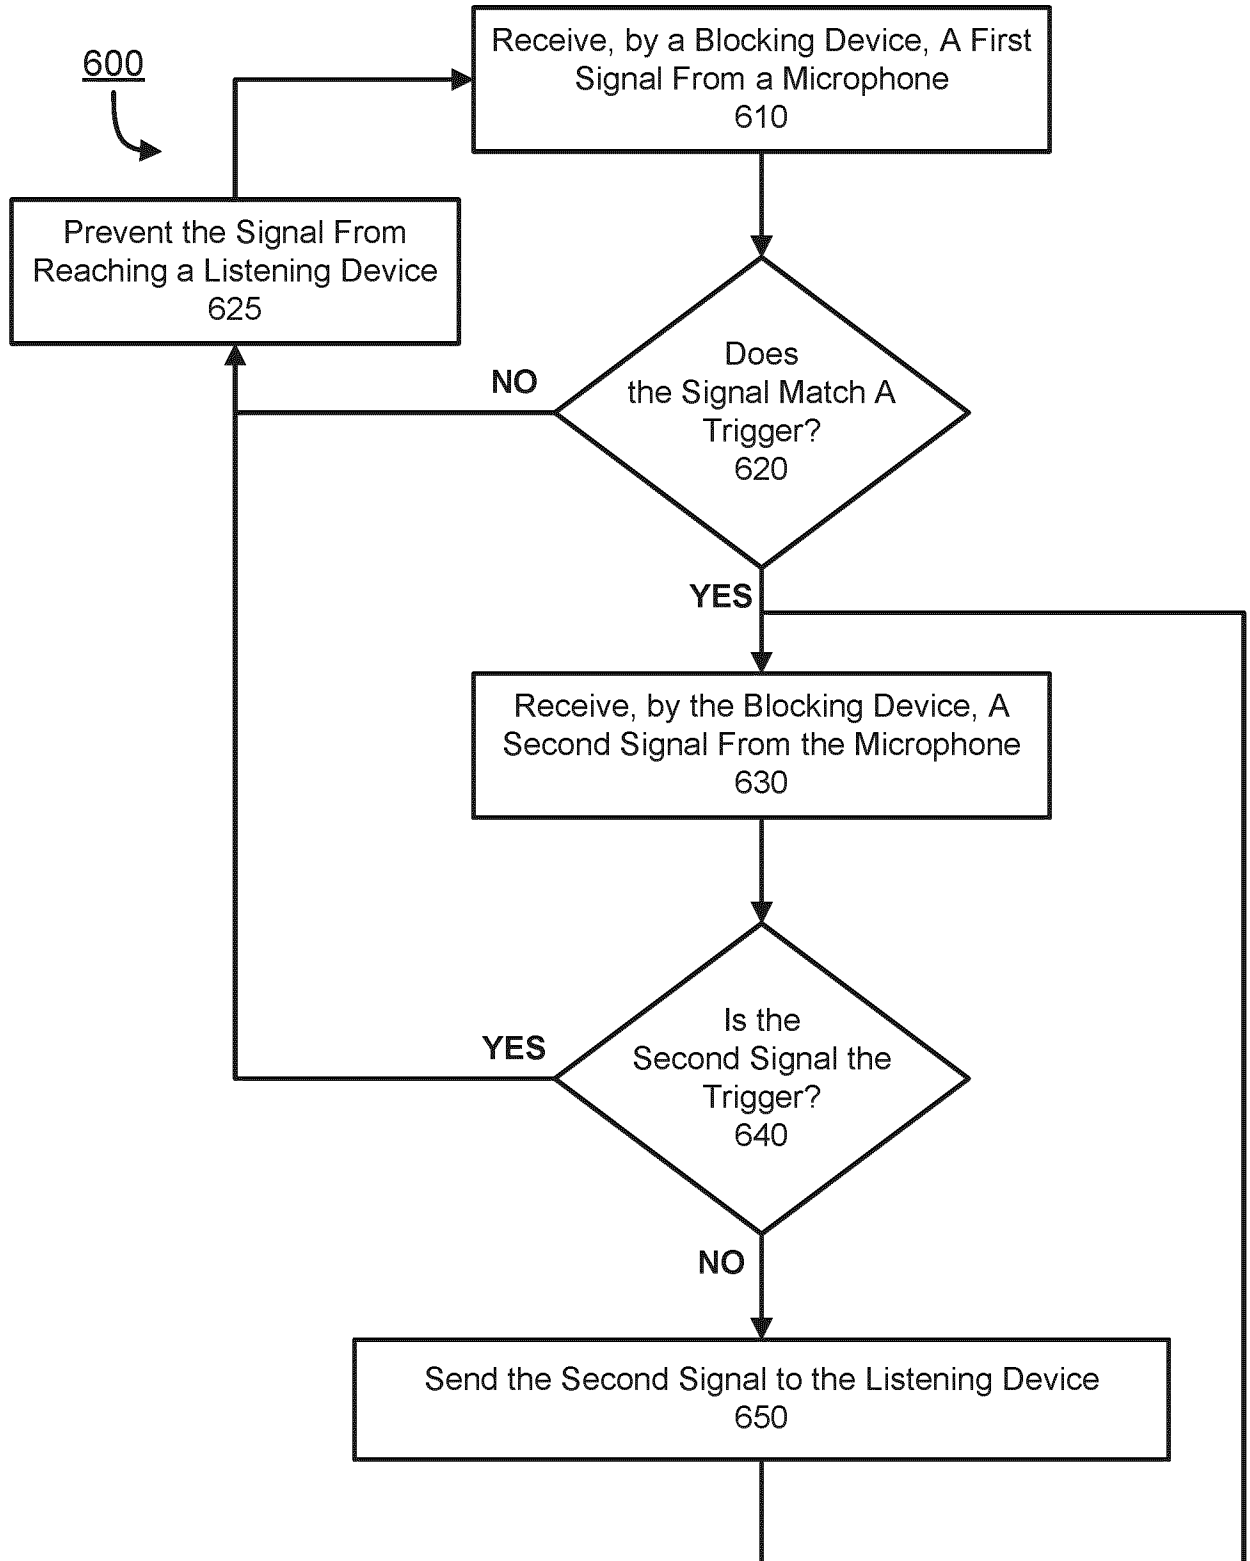 600
Receive, by a Blocking Device, A First
Signal From a Microphone
610
Prevent the Signal From
Reaching a Listening Device
625
Does
the Signal Match A
Trigger?
620
NO
YES
Receive, by the Blocking Device, A
Second Signal From the Microphone
630
Is the
Second Signal the
Trigger?
640
YES
NO
Send the Second Signal to the Listening Device
650